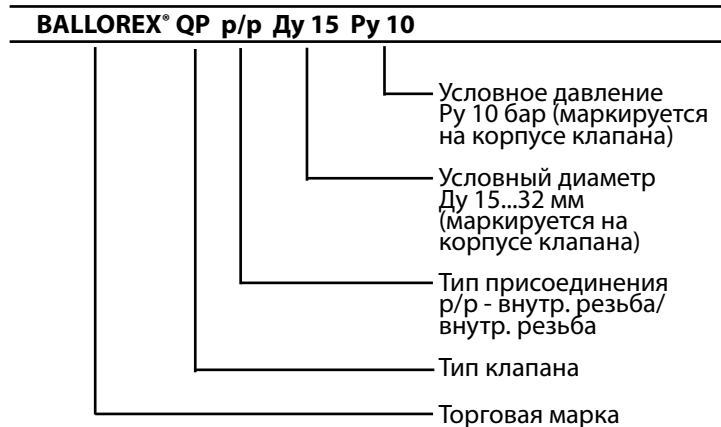 BALLOREX® QP р/р Ду 15 Ру 10
Условное давление
Ру 10 бар (маркируется
на корпусе клапана)
Условный диаметр
Ду 15...32 мм
(маркируется на
корпусе клапана)
Тип присоединения
р/р - внутр. резьба/
внутр. резьба
Тип клапана
Торговая марка